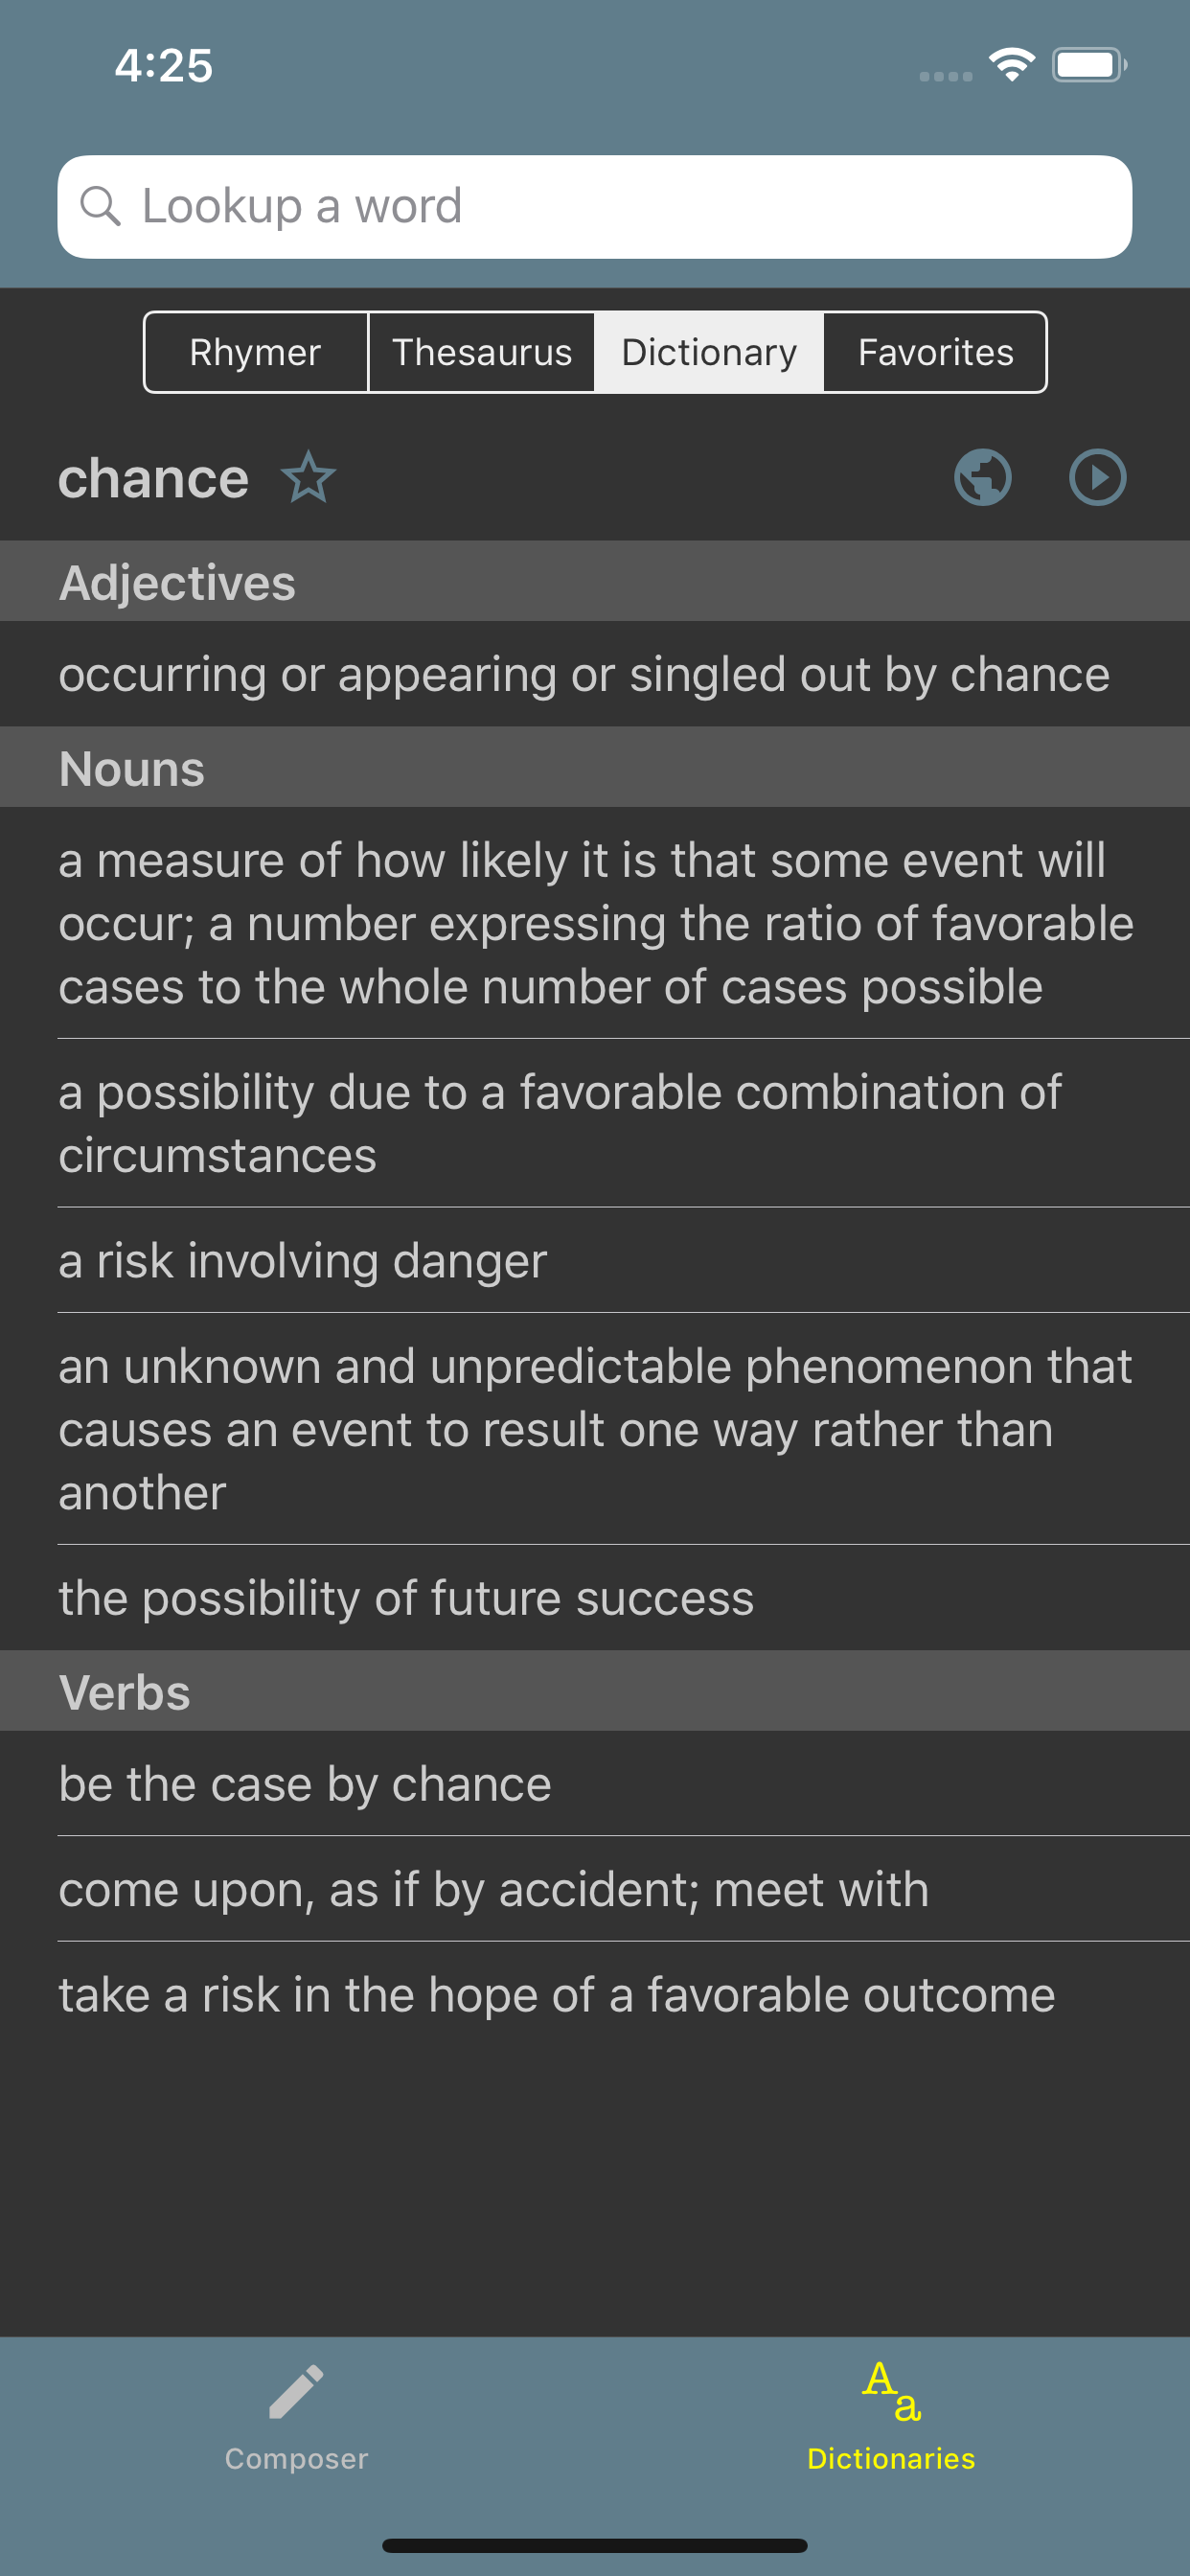 4:25
Lookup a word
Rhymer Thesaurus Dictionary Favorites
chance
Adjectives
occurring or appearing or singled out by chance
Nouns
a measure of how likely it is that some event will
occur; a number expressing the ratio of favorable
cases to the whole number of cases possible
a possibility due to a favorable combination of
circumstances
a risk involving danger
an unknown and unpredictable phenomenon that
causes an event to result one way rather than
another
the possibility of future success
Verbs
be the case by chance
come upon, as if by accident; meet with
take a risk in the hope of a favorable outcome
Aa
Composer Dictionaries